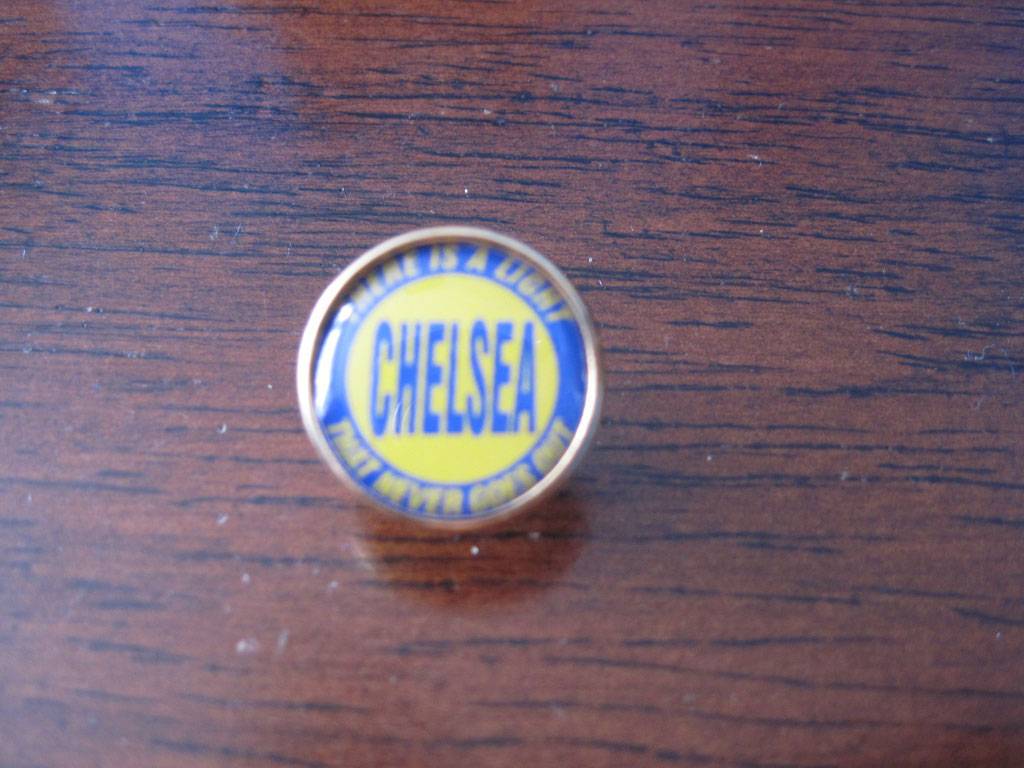 THERE IS A LIGHT
CHELSEA
THAT NEVER GOES OUT